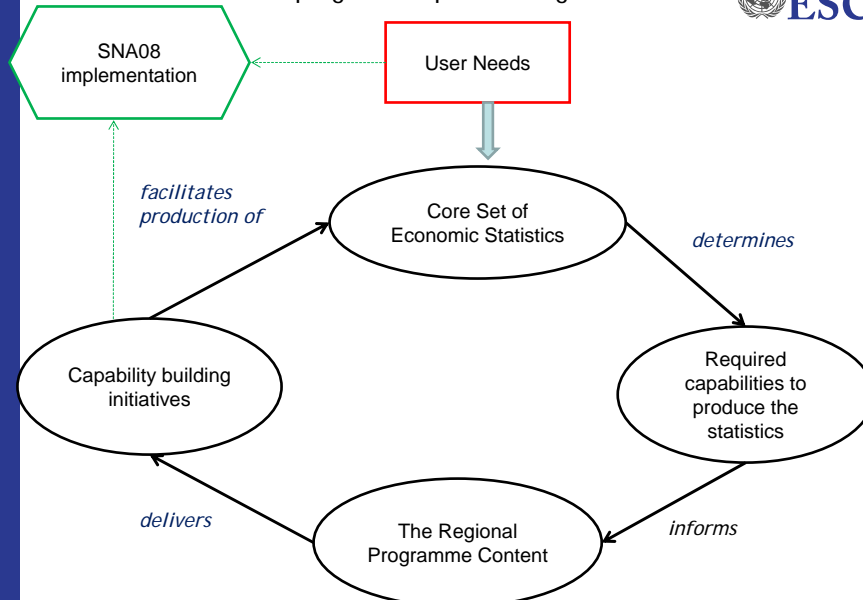 ESC
SNA08
implementation
User Needs
facilitates
production of
Core Set of
Economic Statistics
determines
Capability building
initiatives
Required
capabilities to
produce the
statistics
delivers
The Regional
Programme Content
informs